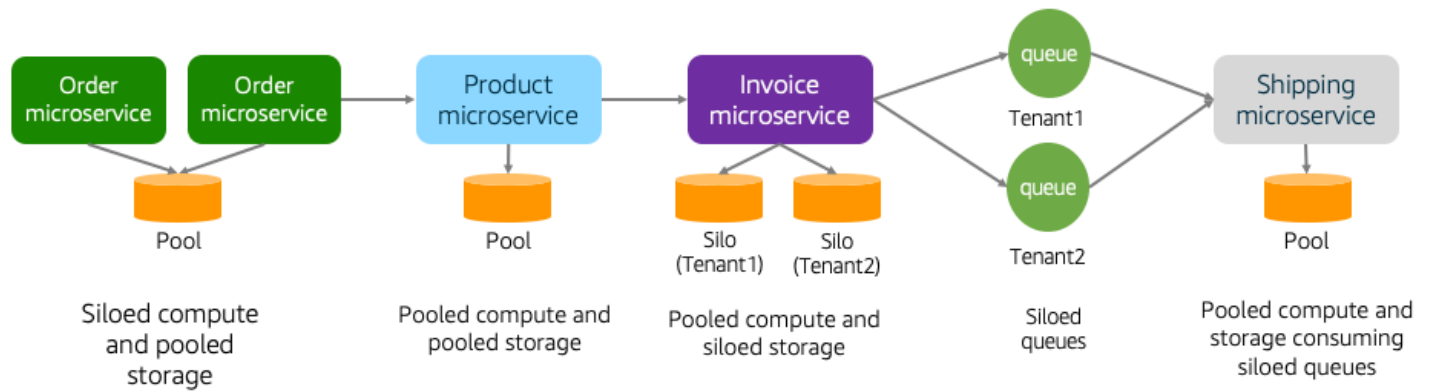 Order
microservice
Order
microservice
Product
microservice
Invoice
microservice
queue
Tenant1
queue
Tenant2
Shipping
microservice
Pool
Pool
Silo
(Tenant1)
Silo
(Tenant2)
Pool
Siloed compute
and pooled
storage
Pooled compute and
pooled storage
Pooled compute and
siloed storage
Siloed
queues
Pooled compute and
storage consuming
siloed queues